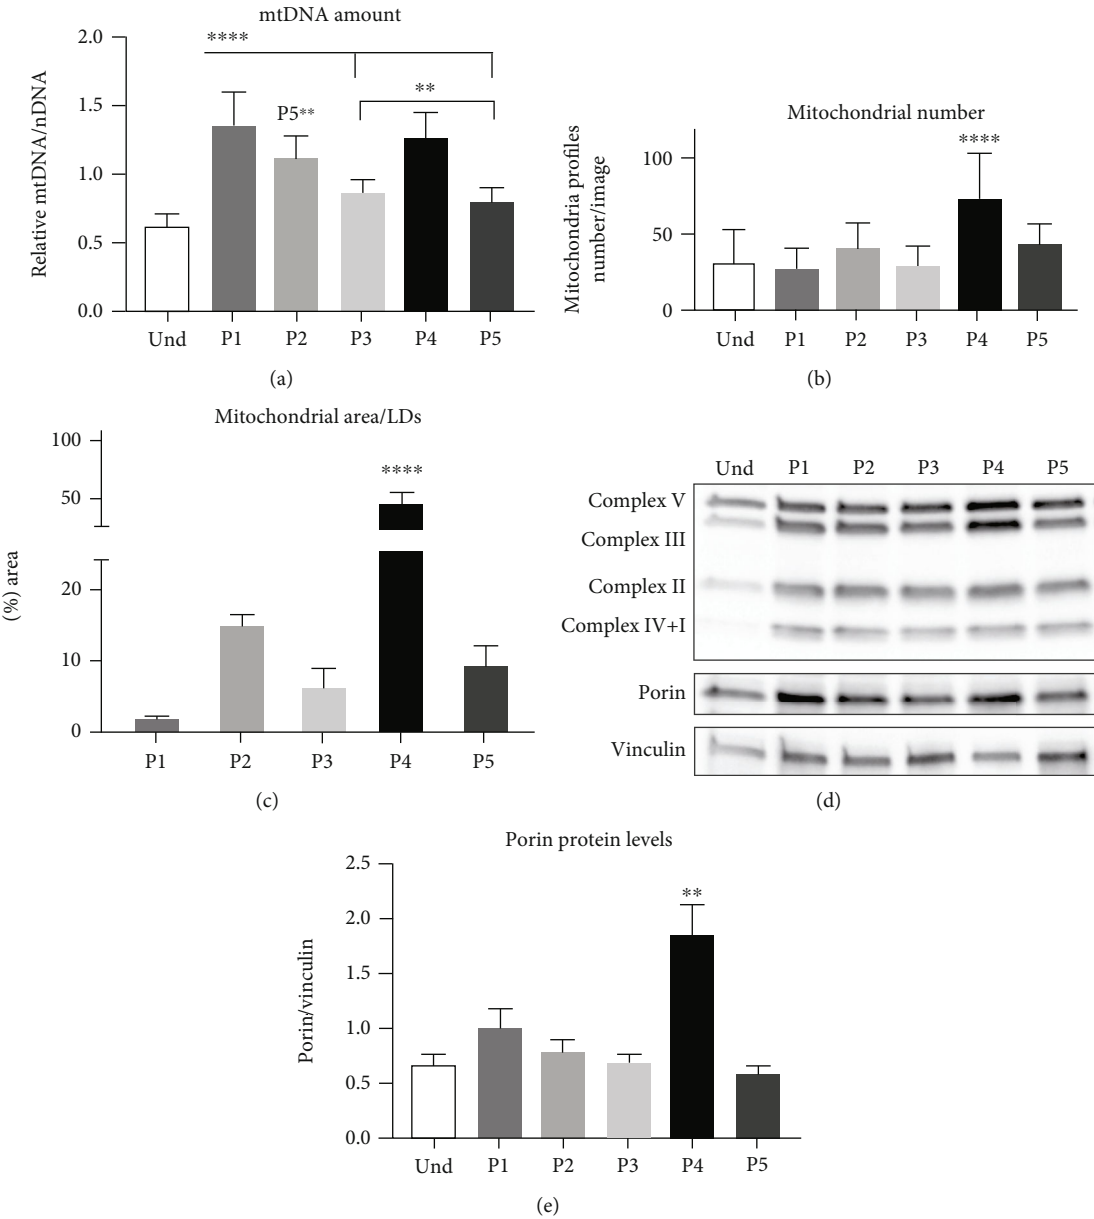 mtDNA amount
Relative mtDNA/nDNA
2.0
1.5
1.0
0.5
0.0
****
**
P5**
Und P1 P2 P3 P4 P5
(a)
Mitochondrial number
Mitochondria profiles
number/image
100
50
0
****
Und P1 P2 P3 P4 P5
(b)
Mitochondrial area/LDs
(%) area
100
50
20
10
0
****
P1 P2 P3 P4 P5
(c)
Und P1 P2 P3 P4 P5
Complex V
Complex III
Complex II
Complex IV+I
Porin
Vinculin
(d)
Porin protein levels
Porin/vinculin
2.5
2.0
1.5
1.0
0.5
0.0
**
Und P1 P2 P3 P4 P5
(e)